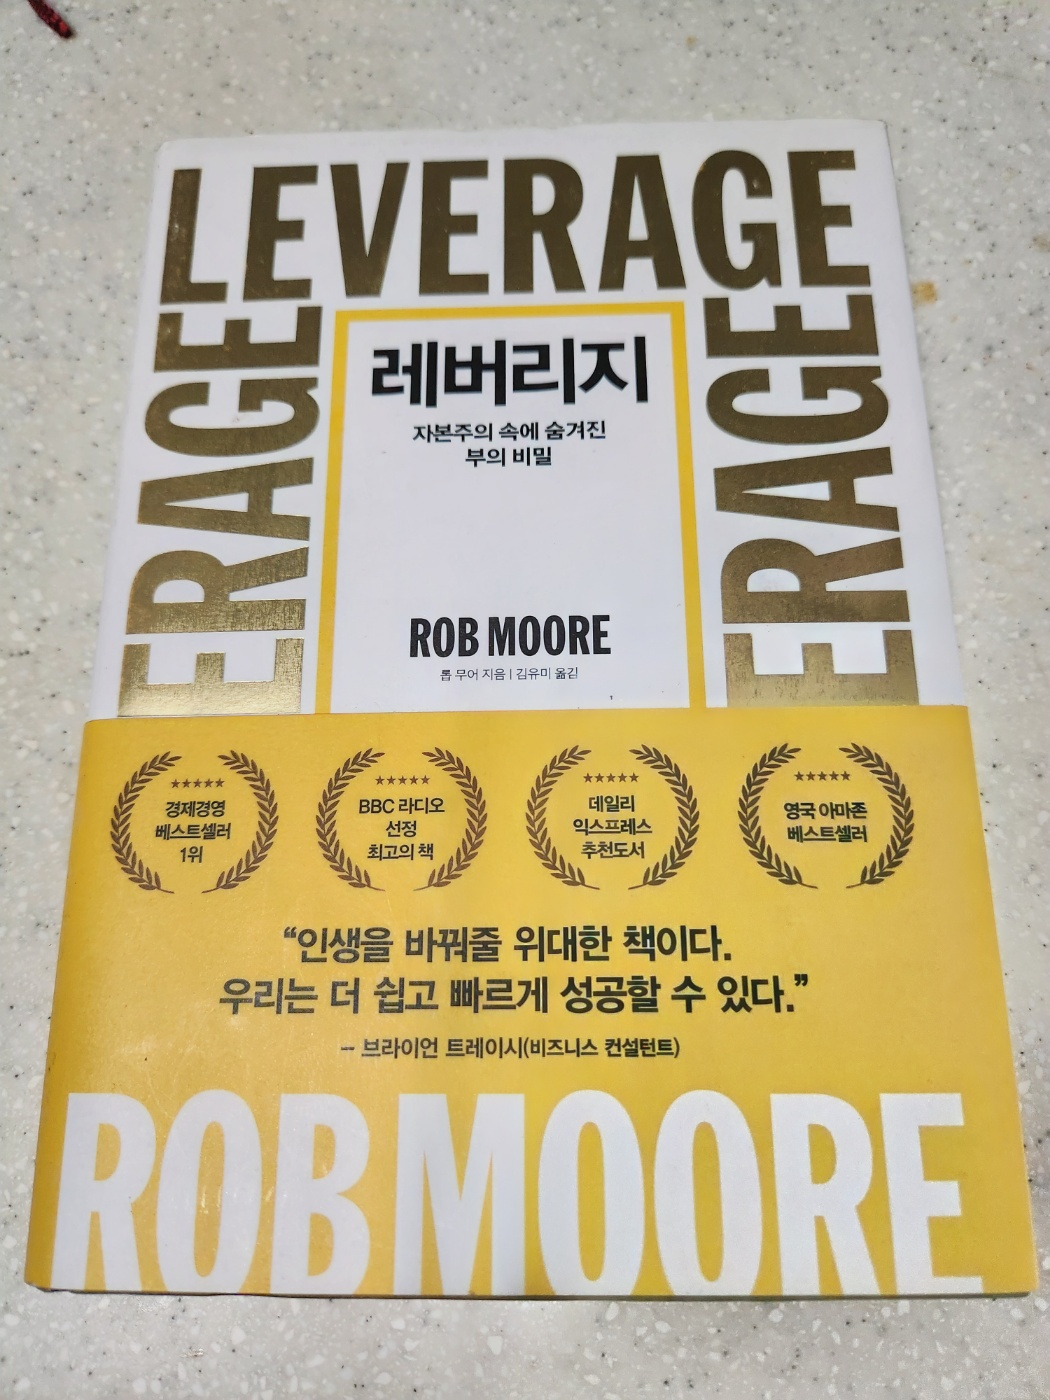 LEVERAGE
ERAGE
ERAGE
레버리지
자본주의 속에 숨겨진
부의 비밀
ROB MOORE
롭 무어 지음 | 김유미 옮김
★★★★★
경제경영
베스트셀러
1위
★★★★★
BBC 라디오
선정
최고의 책
★★★★★
데일리
익스프레스
추천도서
★★★★★
영국 아마존
베스트셀러
“인생을 바꿔줄 위대한 책이다.
우리는 더 쉽고 빠르게 성공할 수 있다.”
– 브라이언 트레이시(비즈니스 컨설턴트)
ROBMOORE